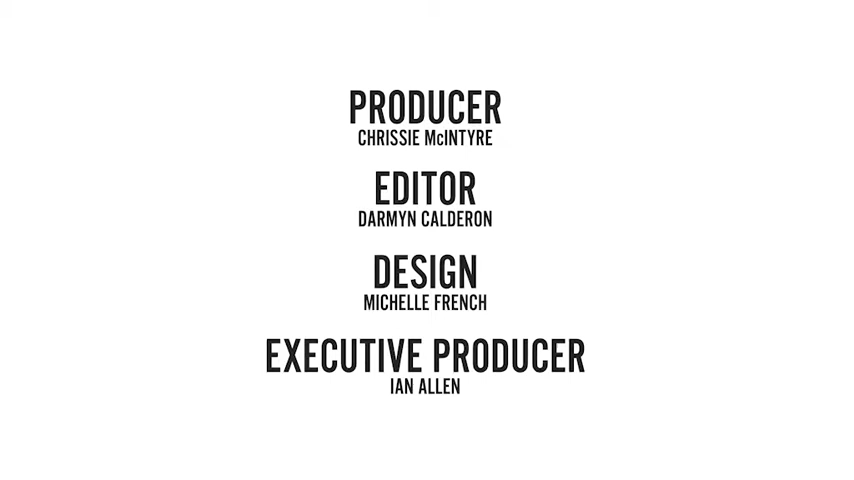 PRODUCER
CHRISSIE McINTYRE
EDITOR
DARMYN CALDERON
DESIGN
MICHELLE FRENCH
EXECUTIVE PRODUCER
IAN ALLEN